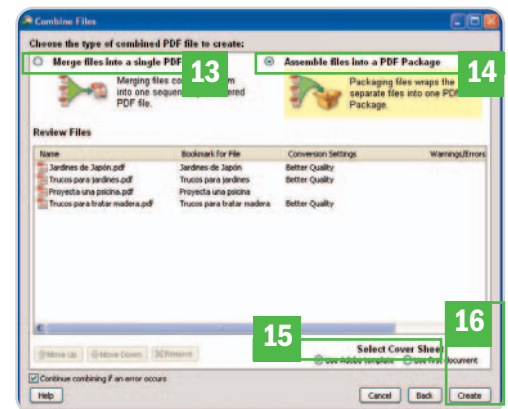 Combine Files
Choose the type of combined PDF file to create:
Merge files into a single PDF
13
Assemble files into a PDF Package
14
Merging files
into one sequentially ordered
PDF file.
Packaging files wraps the
separate files into one PDF
Package.
Review Files
Name Bookmark for File Conversion Settings Warnings/Errors
Jardines de Japón.pdf Jardines de Japón Better Quality
Trucos para jardines.pdf Trucos para jardines Better Quality
Proyecta una piscina.pdf Proyecta una piscina
Trucos para tratar madera.pdf Trucos para tratar madera Better Quality
15
16
Move Up Move Down Remove
Select Cover Sheet
Use Adobe template Use first document
Continue combining if an error occurs
Help Cancel Back Create